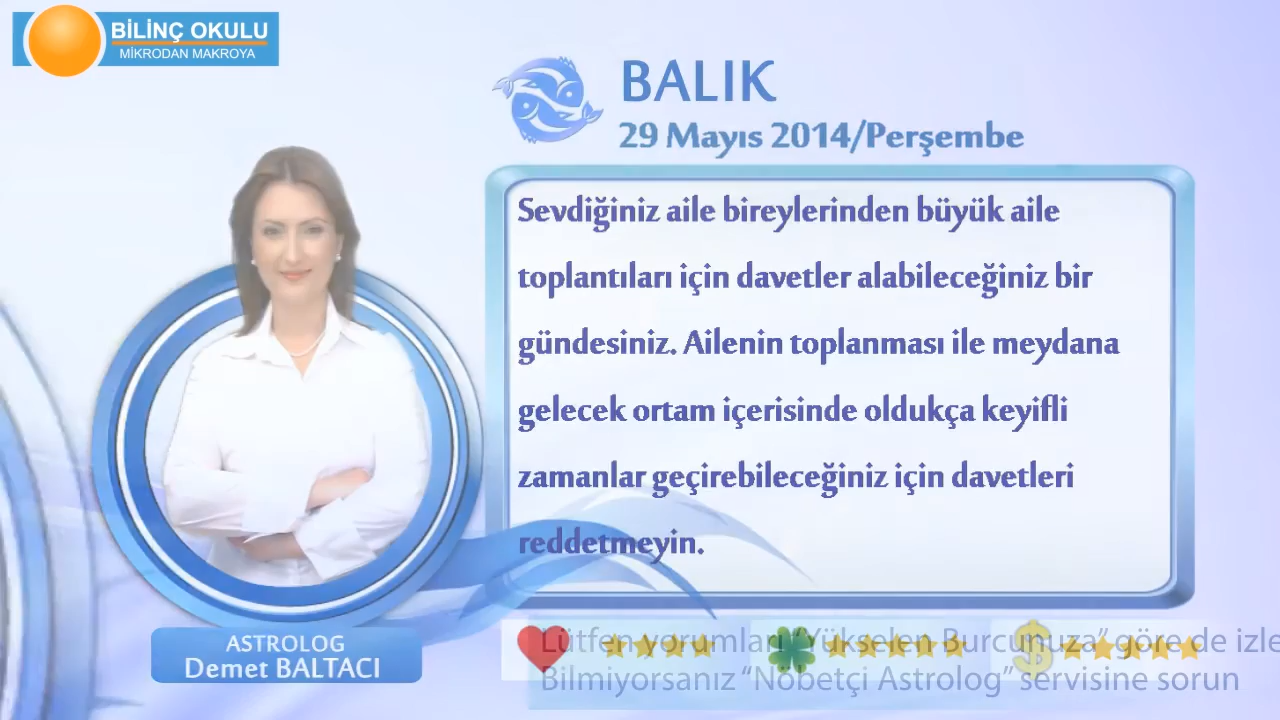 BİLİNÇ OKULU
MİKRODAN MAKROYA
BALIK
29 Mayıs 2014/Perşembe
Sevdiğiniz aile bireylerinden büyük aile
toplantıları için davetler alabileceğiniz bir
gündesiniz. Ailenin toplanması ile meydana
gelecek ortam içerisinde oldukça keyifli
zamanlar geçirebileceğiniz için davetleri
reddetmeyin.
ASTROLOG
Demet BALTACI
Lütfen yorumları "Yükselen Burcunuza" göre de izle
Bilmiyorsanız "Nöbetçi Astrolog" servisine sorun